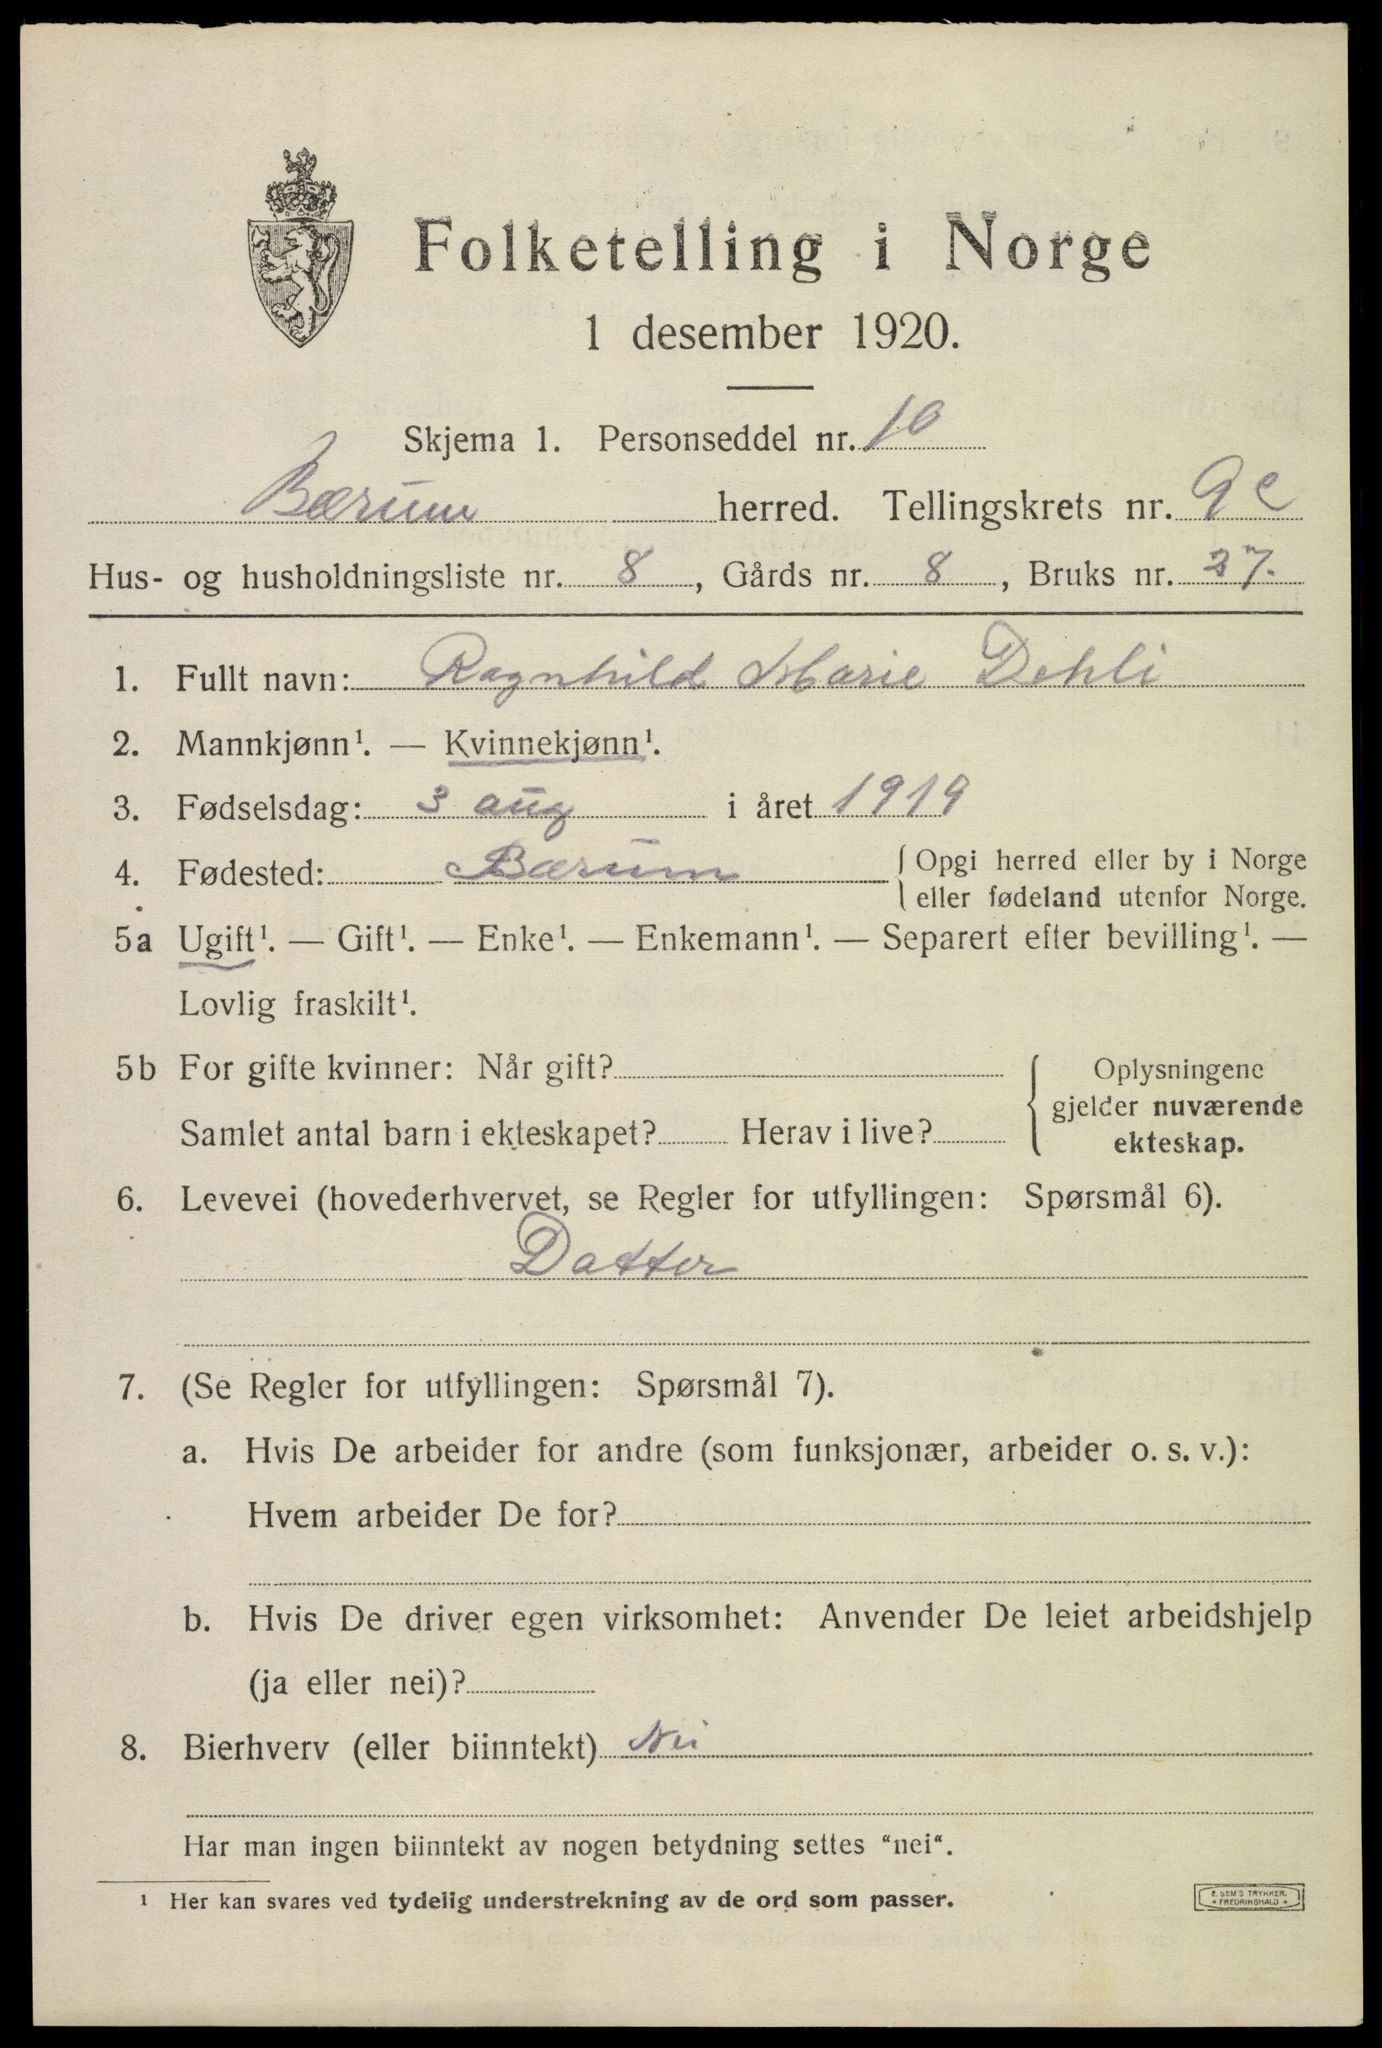 Folketelling i Norge
1 desember 1920.
Skjema 1. Personseddel nr. 10
Bærum herred. Tellingskrets nr. 9c
Hus- og husholdningsliste nr. 8, Gårds nr. 8, Bruks nr. 27.
1. Fullt navn: Ragnhild Marie Dehli
2. Mannkjønn¹. — Kvinnekjønn¹.
3. Fødselsdag: 3 aug i året 1919
4. Fødested: Bærum { Opgi herred eller by i Norge
eller fødeland utenfor Norge.
5a Ugift¹. — Gift¹. — Enke¹. — Enkemann¹. — Separert efter bevilling¹. —
Lovlig fraskilt¹.
5b For gifte kvinner: Når gift?
Samlet antal barn i ekteskapet? Herav i live?
Oplysningene
gjelder nuværende
ekteskap.
6. Levevei (hovederhvervet, se Regler for utfyllingen: Spørsmål 6).
Datter
7. (Se Regler for utfyllingen: Spørsmål 7).
a. Hvis De arbeider for andre (som funksjonær, arbeider o. s. v.):
Hvem arbeider De for?
b. Hvis De driver egen virksomhet: Anvender De leiet arbeidshjelp
(ja eller nei)?
8. Bierhverv (eller biinntekt) Nei
Har man ingen biinntekt av nogen betydning settes “nei“.
¹ Her kan svares ved tydelig understrekning av de ord som passer.
E. SEM'S TRYKKER.
FREDRIKSHALD